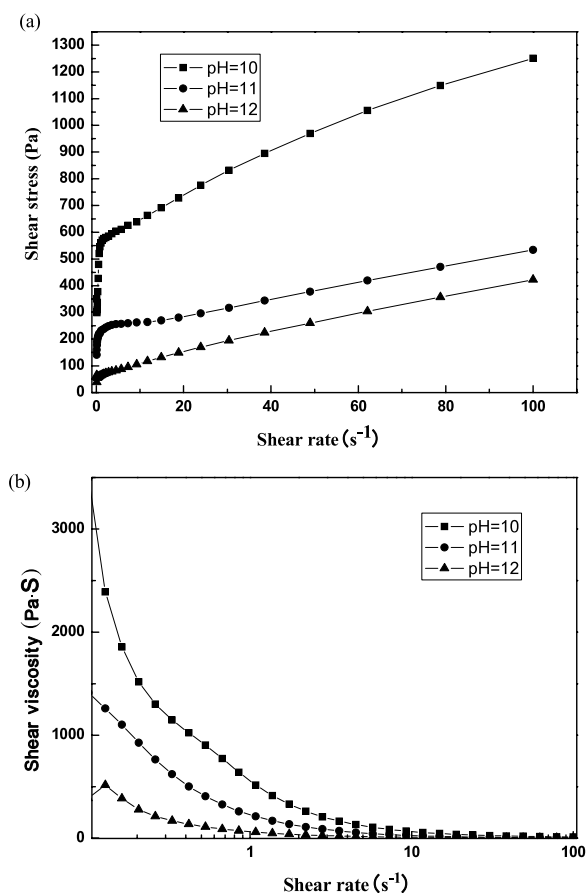 (a)
1300
1200
1100
1000
900
800
700
600
500
400
300
200
100
0
Shear stress (Pa)
pH=10
pH=11
pH=12
0 20 40 60 80 100
Shear rate (s⁻¹)
(b)
3000
2000
1000
0
Shear viscosity (Pa·S)
pH=10
pH=11
pH=12
1 10 100
Shear rate (s⁻¹)